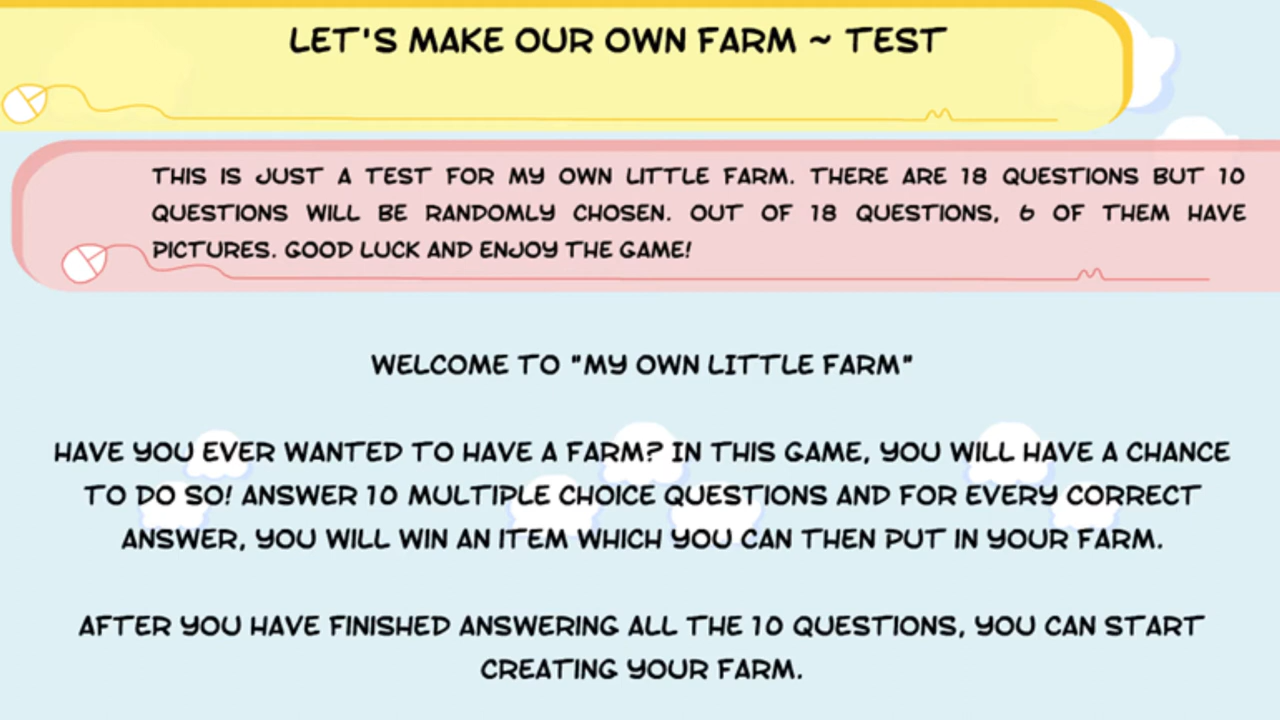 LET'S MAKE OUR OWN FARM ~ TEST
THIS IS JUST A TEST FOR MY OWN LITTLE FARM. THERE ARE 18 QUESTIONS BUT 10
QUESTIONS WILL BE RANDOMLY CHOSEN. OUT OF 18 QUESTIONS, 6 OF THEM HAVE
PICTURES. GOOD LUCK AND ENJOY THE GAME!
WELCOME TO "MY OWN LITTLE FARM"
HAVE YOU EVER WANTED TO HAVE A FARM? IN THIS GAME, YOU WILL HAVE A CHANCE
TO DO SO! ANSWER 10 MULTIPLE CHOICE QUESTIONS AND FOR EVERY CORRECT
ANSWER, YOU WILL WIN AN ITEM WHICH YOU CAN THEN PUT IN YOUR FARM.
AFTER YOU HAVE FINISHED ANSWERING ALL THE 10 QUESTIONS, YOU CAN START
CREATING YOUR FARM.